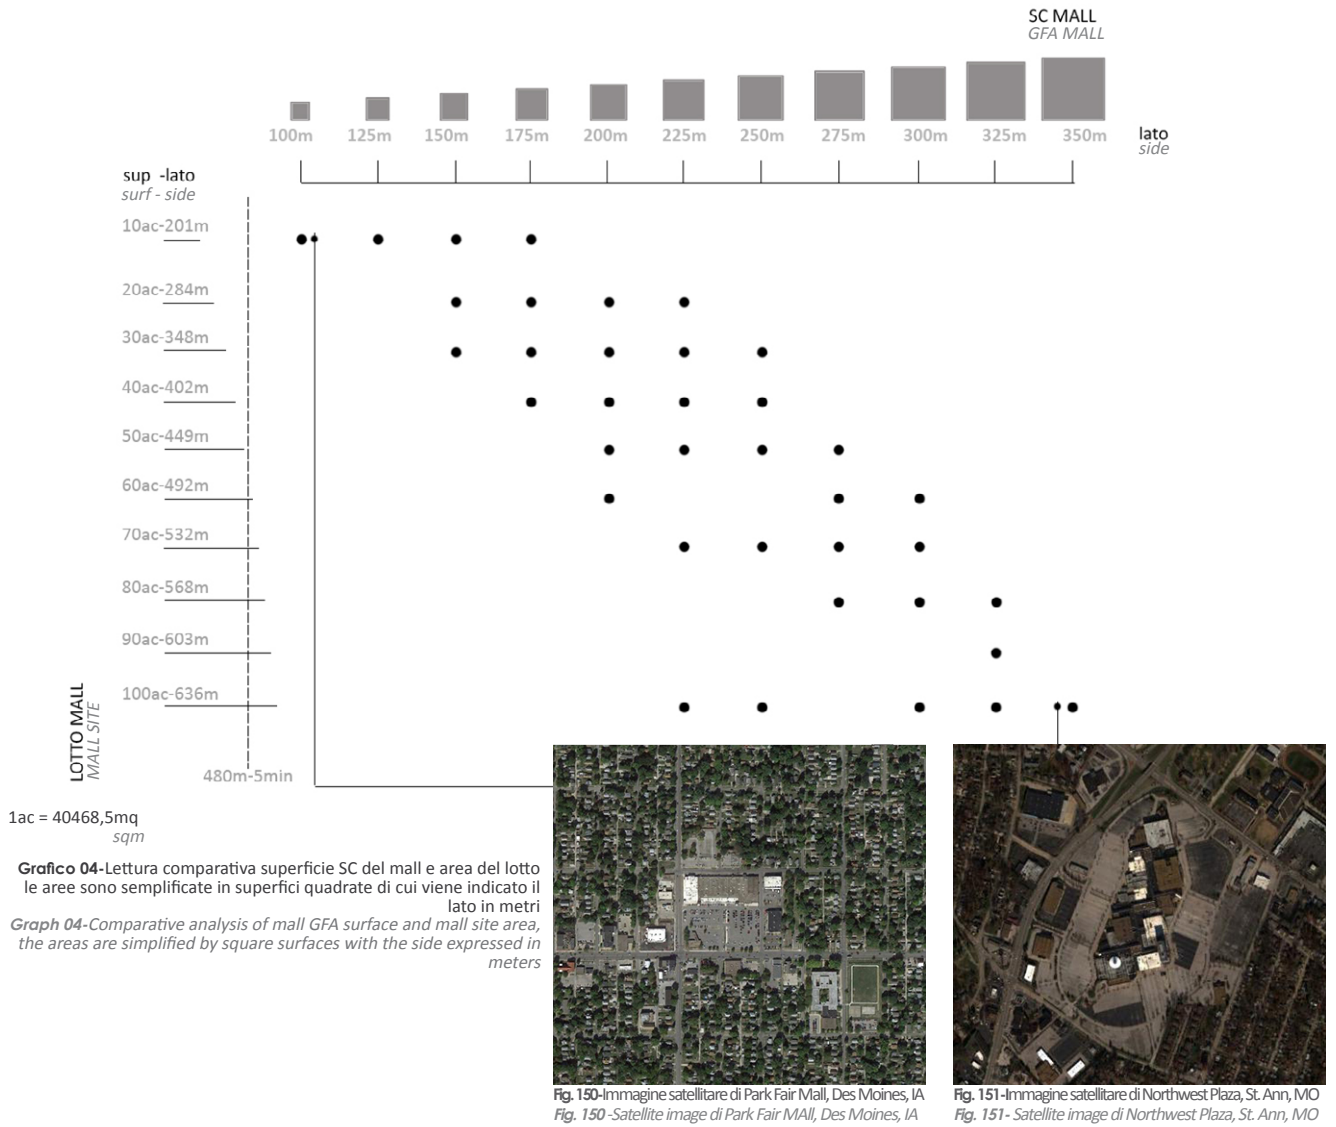 SC MALL
GFA MALL
100m 125m 150m 175m 200m 225m 250m 275m 300m 325m 350m
lato
side
sup -lato
surf - side
10ac-201m
20ac-284m
30ac-348m
40ac-402m
50ac-449m
60ac-492m
70ac-532m
80ac-568m
90ac-603m
100ac-636m
LOTTO MALL
MALL SITE
480m-5min
1ac = 40468,5mq
sqm
Grafico 04-Lettura comparativa superficie SC del mall e area del lotto
le aree sono semplificate in superfici quadrate di cui viene indicato il
lato in metri
Graph 04-Comparative analysis of mall GFA surface and mall site area,
the areas are simplified by square surfaces with the side expressed in
meters
Fig. 150-Immagine satellitare di Park Fair Mall, Des Moines, IA
Fig. 150 -Satellite image di Park Fair MAll, Des Moines, IA
Fig. 151-Immagine satellitare di Northwest Plaza, St. Ann, MO
Fig. 151- Satellite image di Northwest Plaza, St. Ann, MO